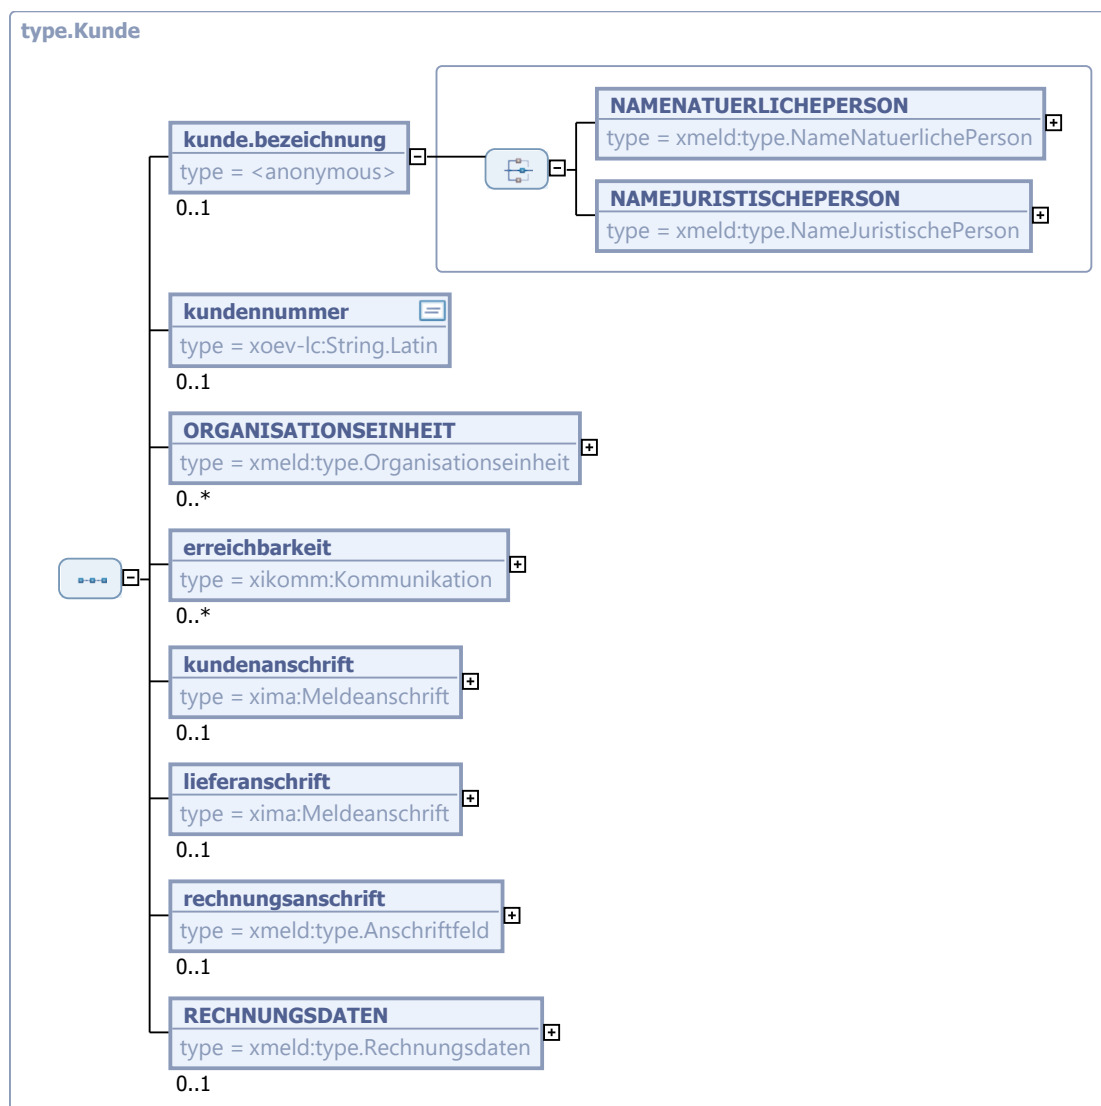 type.Kunde
NAMENATUERLICHEPERSON
type = xmeld:type.NameNatuerlichePerson
kunde.bezeichnung
type = <anonymous>
0..1
NAMEJURISTISCHEPERSON
type = xmeld:type.NameJuristischePerson
kundennummer
type = xoev-lc:String.Latin
0..1
ORGANISATIONSEINHEIT
type = xmeld:type.Organisationseinheit
0..*
erreichbarkeit
type = xikomm:Kommunikation
0..*
kundenanschrift
type = xima:Meldeanschrift
0..1
lieferanschrift
type = xima:Meldeanschrift
0..1
rechnungsanschrift
type = xmeld:type.Anschriftfeld
0..1
RECHNUNGSDATEN
type = xmeld:type.Rechnungsdaten
0..1